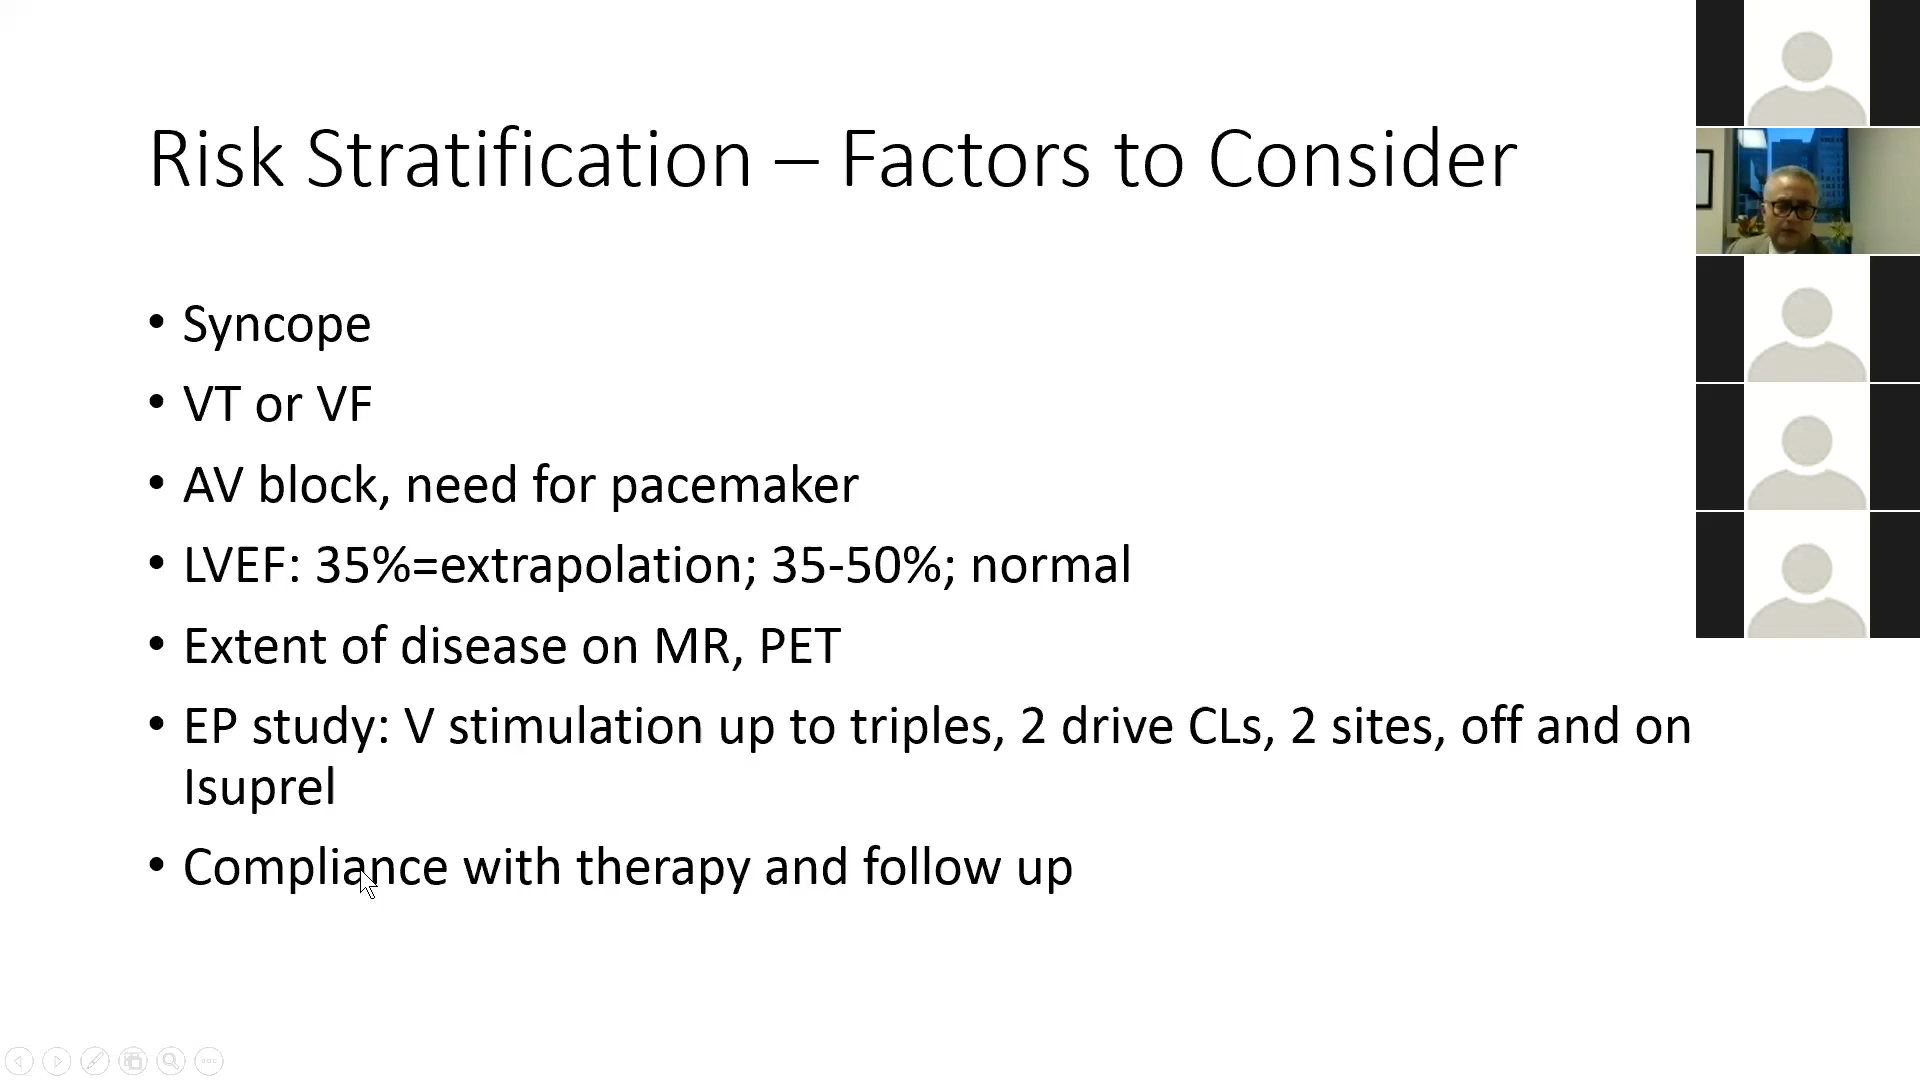 Risk Stratification – Factors to Consider
• Syncope
• VT or VF
• AV block, need for pacemaker
• LVEF: 35%=extrapolation; 35-50%; normal
• Extent of disease on MR, PET
• EP study: V stimulation up to triples, 2 drive CLs, 2 sites, off and on
Isuprel
• Compliance with therapy and follow up